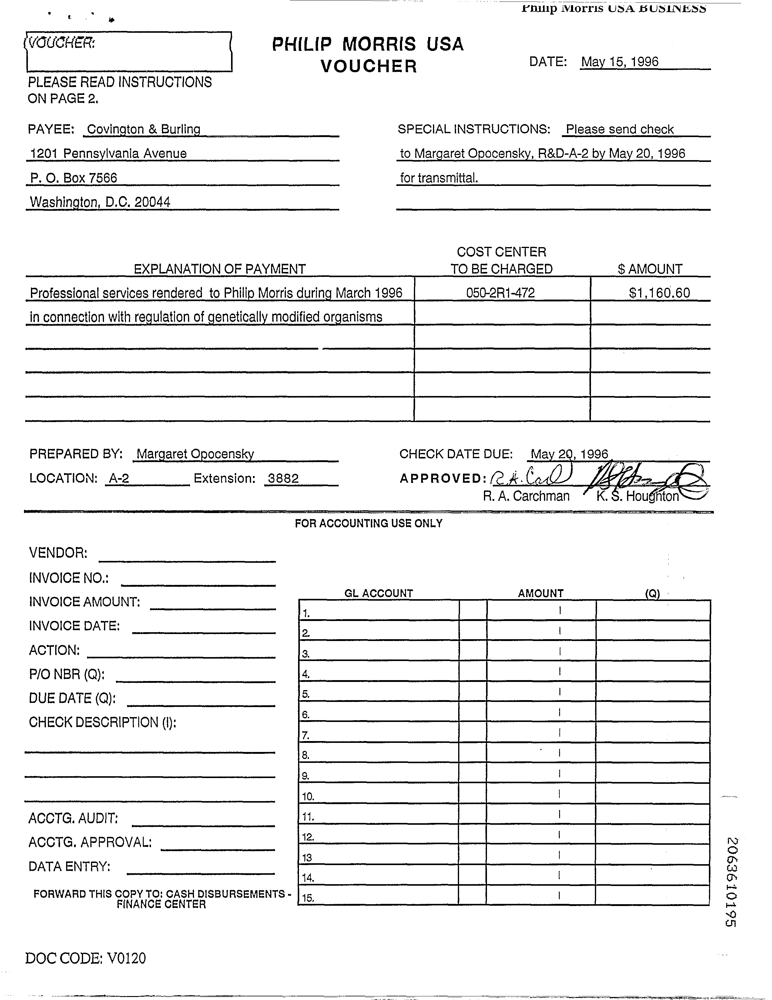 Philip Morris USA BUSINESS
VOUCHER:
PHILIP MORRIS USA
VOUCHER
DATE: May 15, 1996
PLEASE READ INSTRUCTIONS
ON PAGE 2.
PAYEE: Covington & Burling
SPECIAL INSTRUCTIONS: Please send check
1201 Pennsylvania Avenue
to Margaret Opocensky, R&D-A-2 by May 20, 1996
P. O. Box 7566
for transmittal.
Washington, D.C. 20044
EXPLANATION OF PAYMENT
COST CENTER
TO BE CHARGED
$ AMOUNT
Professional services rendered to Philip Morris during March 1996
050-2R1-472
$1,160.60
in connection with regulation of genetically modified organisms
PREPARED BY: Margaret Opocensky
CHECK DATE DUE: May 20, 1996
LOCATION: A-2 Extension: 3882
APPROVED:
R. A. Carchman K. S. Houghton
FOR ACCOUNTING USE ONLY
VENDOR:
INVOICE NO.:
INVOICE AMOUNT:
INVOICE DATE:
ACTION:
P/O NBR (Q):
DUE DATE (Q):
CHECK DESCRIPTION (I):
ACCTG. AUDIT:
ACCTG. APPROVAL:
DATA ENTRY:
FORWARD THIS COPY TO: CASH DISBURSEMENTS -
FINANCE CENTER
GL ACCOUNT AMOUNT (Q)
1.
2.
3.
4.
5.
6.
7.
8.
9.
10.
11.
12.
13
14.
15.
2063610195
DOC CODE: V0120